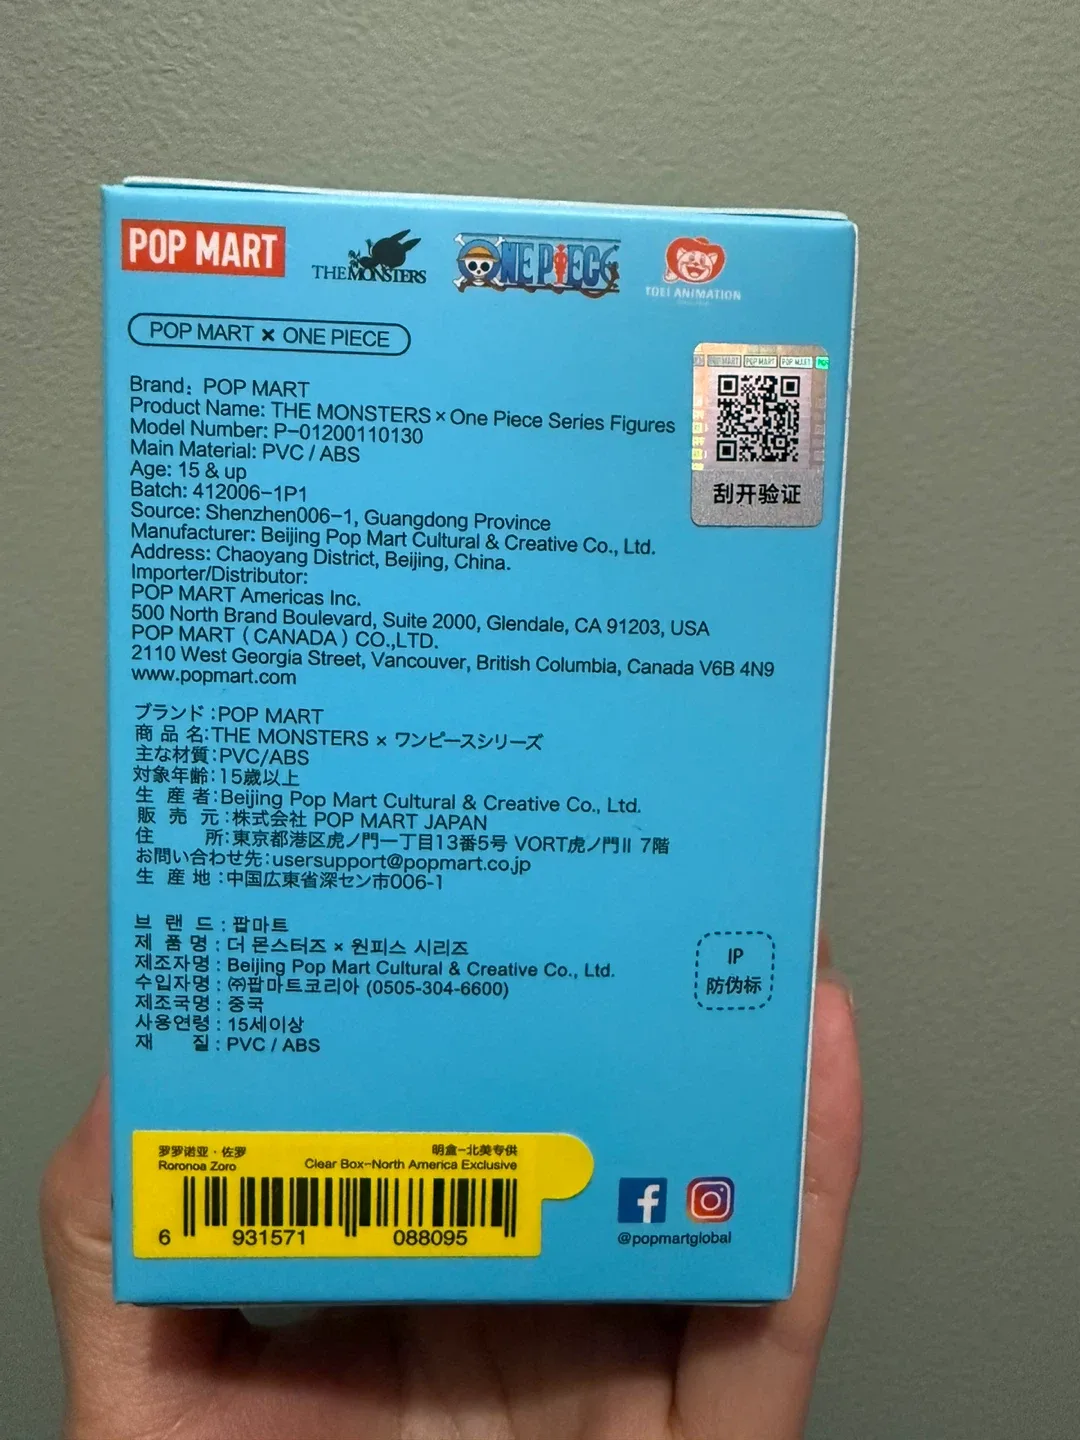 POP MART
THE MONSTERS
ONE PIECE
TOEI ANIMATION
POP MART × ONE PIECE
POP MART POP MART POP MART
刮开验证
Brand: POP MART
Product Name: THE MONSTERS × One Piece Series Figures
Model Number: P-01200110130
Main Material: PVC / ABS
Age: 15 & up
Batch: 412006-1P1
Source: Shenzhen006-1, Guangdong Province
Manufacturer: Beijing Pop Mart Cultural & Creative Co., Ltd.
Address: Chaoyang District, Beijing, China.
Importer/Distributor:
POP MART Americas Inc.
500 North Brand Boulevard, Suite 2000, Glendale, CA 91203, USA
POP MART ( CANADA ) CO.,LTD.
2110 West Georgia Street, Vancouver, British Columbia, Canada V6B 4N9
www.popmart.com
ブランド:POP MART
商品名:THE MONSTERS × ワンピースシリーズ
主な材質:PVC/ABS
対象年齢:15歳以上
生産者:Beijing Pop Mart Cultural & Creative Co., Ltd.
販売元:株式会社 POP MART JAPAN
住所:東京都港区虎ノ門一丁目13番5号 VORT虎ノ門Ⅱ 7階
お問い合わせ先:usersupport@popmart.co.jp
生産地:中国広東省深セン市006-1
브랜드 : 팝마트
제품명 : 더 몬스터즈 × 원피스 시리즈
제조자명 : Beijing Pop Mart Cultural & Creative Co., Ltd.
수입자명 : ㈜팝마트코리아 (0505-304-6600)
제조국명 : 중국
사용연령 : 15세이상
재질 : PVC / ABS
IP
防伪标
罗罗诺亚·佐罗 明盒-北美专供
Roronoa Zoro Clear Box-North America Exclusive
6 931571 088095
@popmartglobal